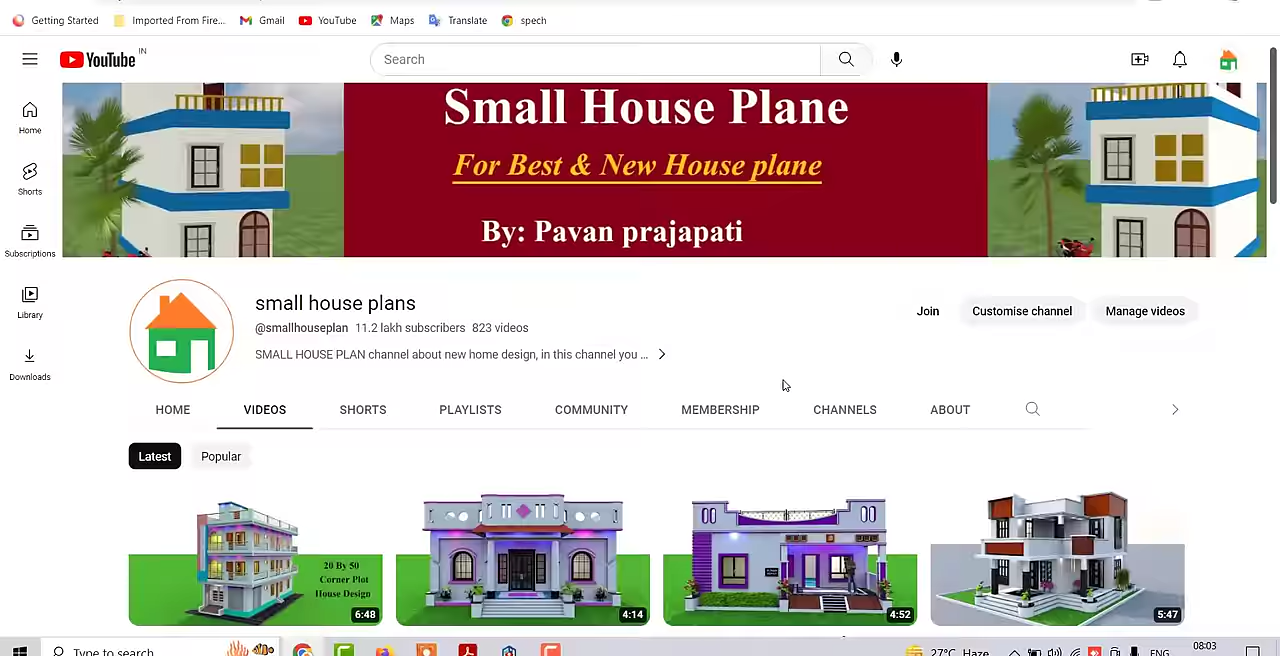 Getting Started Imported From Fire... Gmail YouTube Maps Translate spech
YouTube IN
Search
Home
Shorts
Subscriptions
Library
Downloads
Small House Plane
For Best & New House plane
By: Pavan prajapati
small house plans
@smallhouseplan 11.2 lakh subscribers 823 videos
SMALL HOUSE PLAN channel about new home design, in this channel you ...
Join Customise channel Manage videos
HOME VIDEOS SHORTS PLAYLISTS COMMUNITY MEMBERSHIP CHANNELS ABOUT
Latest Popular
20 By 50
Corner Plot
House Design
6:48 4:14 4:52 5:47
Type to search 27°C Haze ENG 08:03